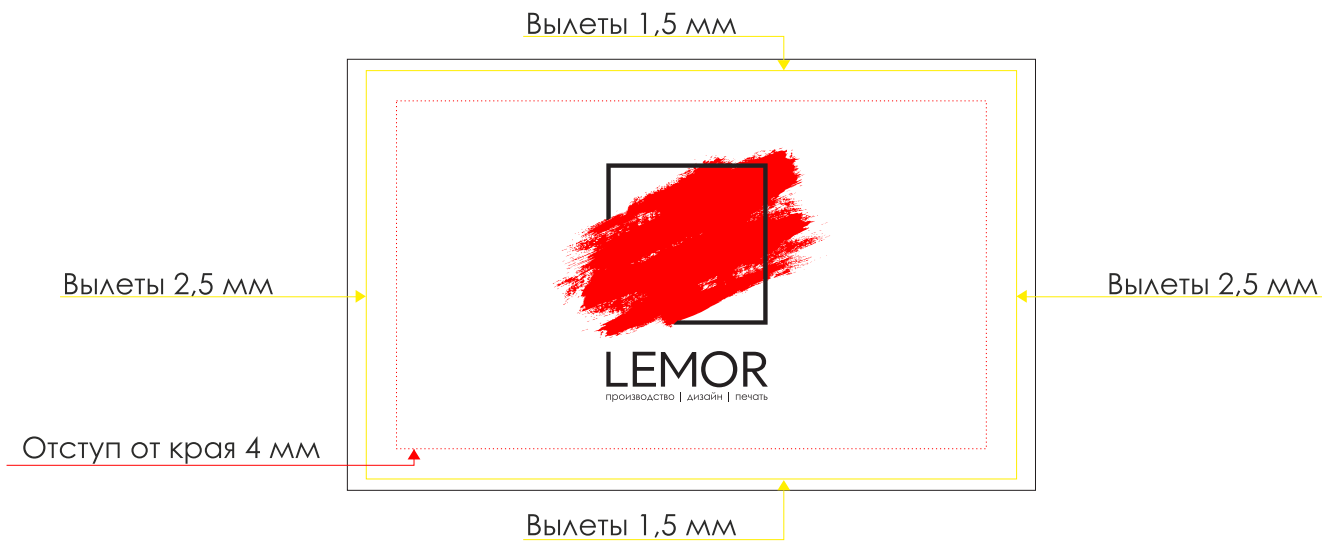 Вылеты 1,5 мм
Вылеты 2,5 мм
Вылеты 2,5 мм
LEMOR
производство | дизайн | печать
Отступ от края 4 мм
Вылеты 1,5 мм